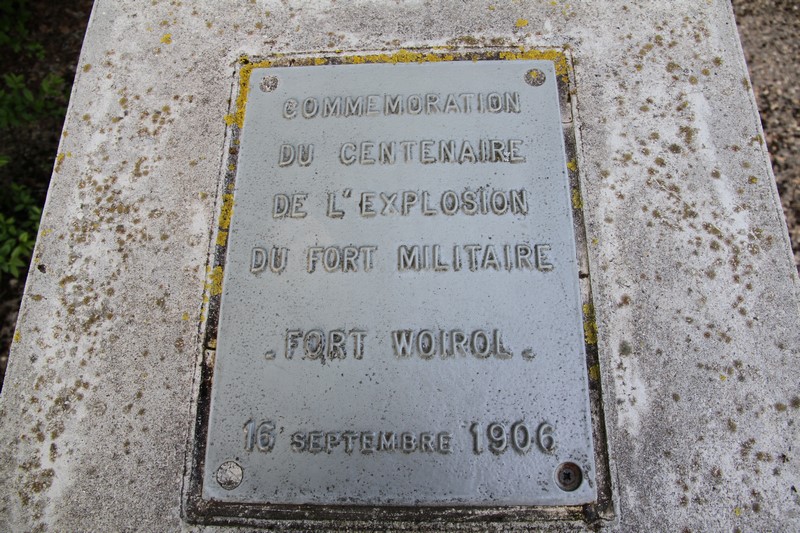 COMMEMORATION
DU CENTENAIRE
DE L'EXPLOSION
DU FORT MILITAIRE
- FORT WOIROL -
16' SEPTEMBRE 1906